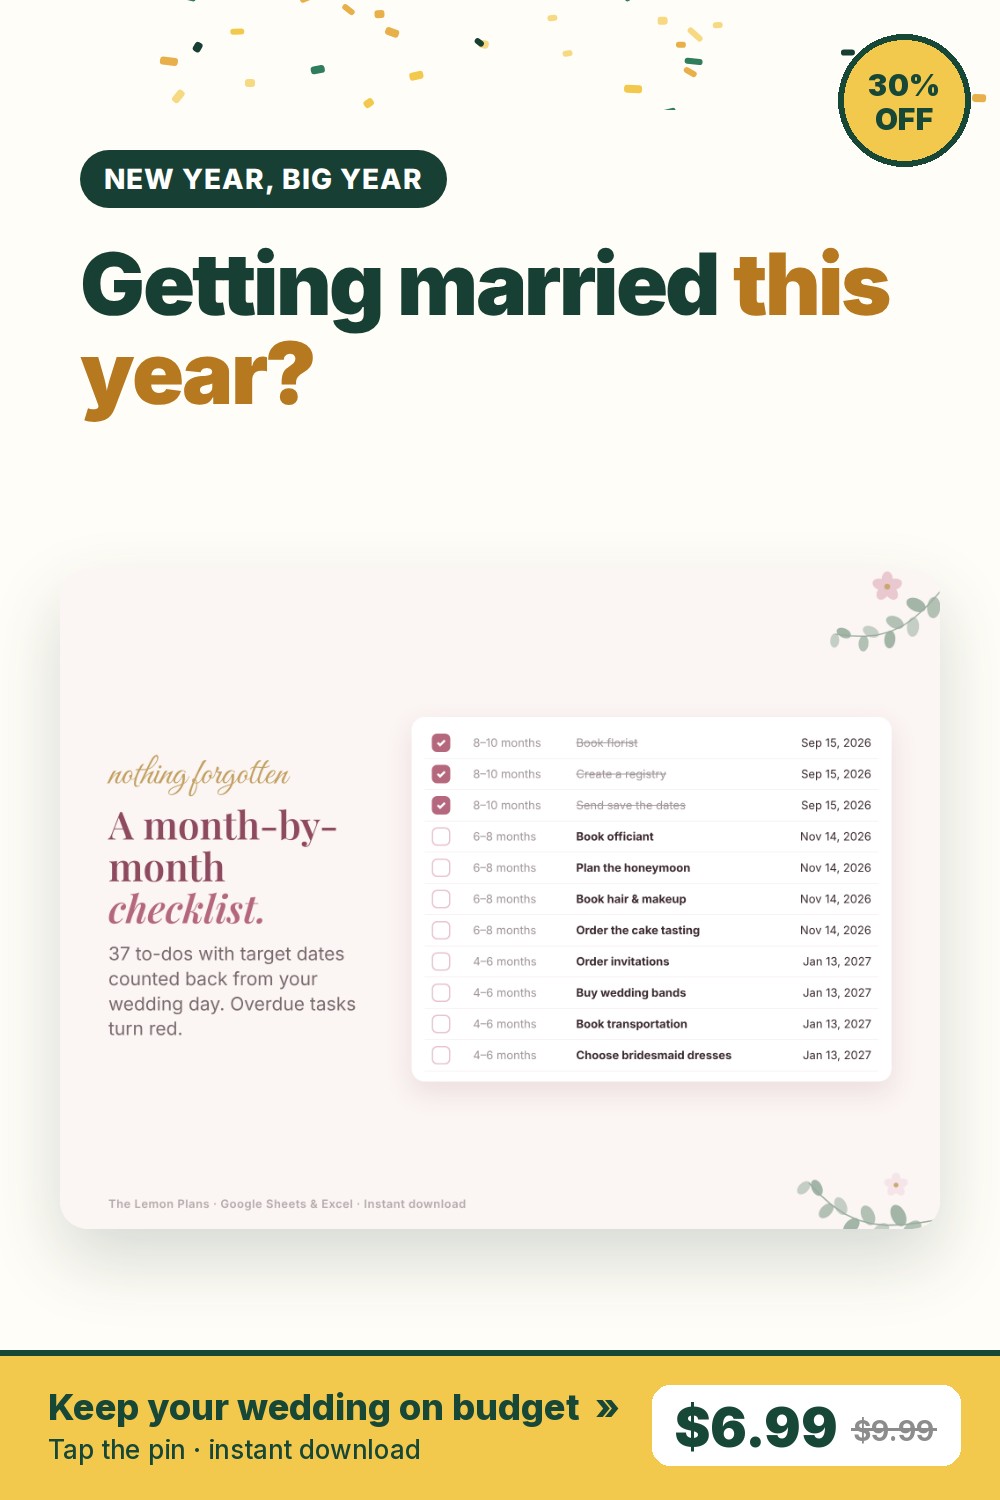 30%
OFF
NEW YEAR, BIG YEAR
Getting married this
year?
nothing forgotten
A month-by-
month
checklist.
37 to-dos with target dates
counted back from your
wedding day. Overdue tasks
turn red.
8–10 months Book florist Sep 15, 2026
8–10 months Create a registry Sep 15, 2026
8–10 months Send save the dates Sep 15, 2026
6–8 months Book officiant Nov 14, 2026
6–8 months Plan the honeymoon Nov 14, 2026
6–8 months Book hair & makeup Nov 14, 2026
6–8 months Order the cake tasting Nov 14, 2026
4–6 months Order invitations Jan 13, 2027
4–6 months Buy wedding bands Jan 13, 2027
4–6 months Book transportation Jan 13, 2027
4–6 months Choose bridesmaid dresses Jan 13, 2027
The Lemon Plans · Google Sheets & Excel · Instant download
Keep your wedding on budget »
Tap the pin · instant download
$6.99 $9.99